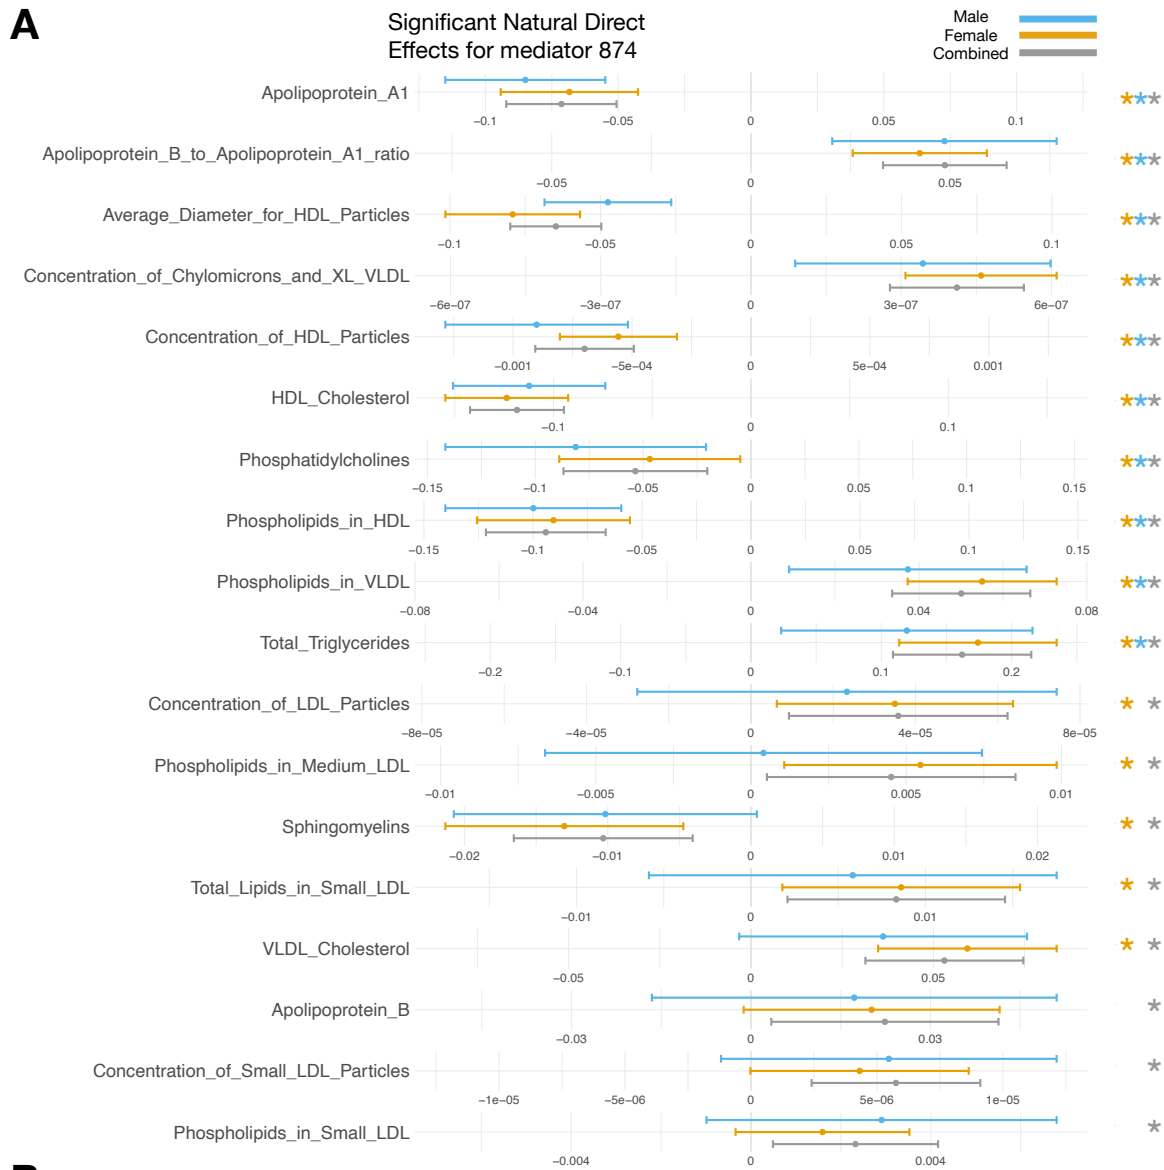 A
Significant Natural Direct
Effects for mediator 874
Male
Female
Combined
Apolipoprotein_A1
−0.1 −0.05 0 0.05 0.1
***
Apolipoprotein_B_to_Apolipoprotein_A1_ratio
−0.05 0 0.05
***
Average_Diameter_for_HDL_Particles
−0.1 −0.05 0 0.05 0.1
***
Concentration_of_Chylomicrons_and_XL_VLDL
−6e−07 −3e−07 0 3e−07 6e−07
***
Concentration_of_HDL_Particles
−0.001 −5e−04 0 5e−04 0.001
***
HDL_Cholesterol
−0.1 0 0.1
***
Phosphatidylcholines
−0.15 −0.1 −0.05 0 0.05 0.1 0.15
***
Phospholipids_in_HDL
−0.15 −0.1 −0.05 0 0.05 0.1 0.15
***
Phospholipids_in_VLDL
−0.08 −0.04 0 0.04 0.08
***
Total_Triglycerides
−0.2 −0.1 0 0.1 0.2
***
Concentration_of_LDL_Particles
−8e−05 −4e−05 0 4e−05 8e−05
* *
Phospholipids_in_Medium_LDL
−0.01 −0.005 0 0.005 0.01
* *
Sphingomyelins
−0.02 −0.01 0 0.01 0.02
* *
Total_Lipids_in_Small_LDL
−0.01 0 0.01
* *
VLDL_Cholesterol
−0.05 0 0.05
* *
Apolipoprotein_B
−0.03 0 0.03
*
Concentration_of_Small_LDL_Particles
−1e−05 −5e−06 0 5e−06 1e−05
*
Phospholipids_in_Small_LDL
−0.004 0 0.004
*